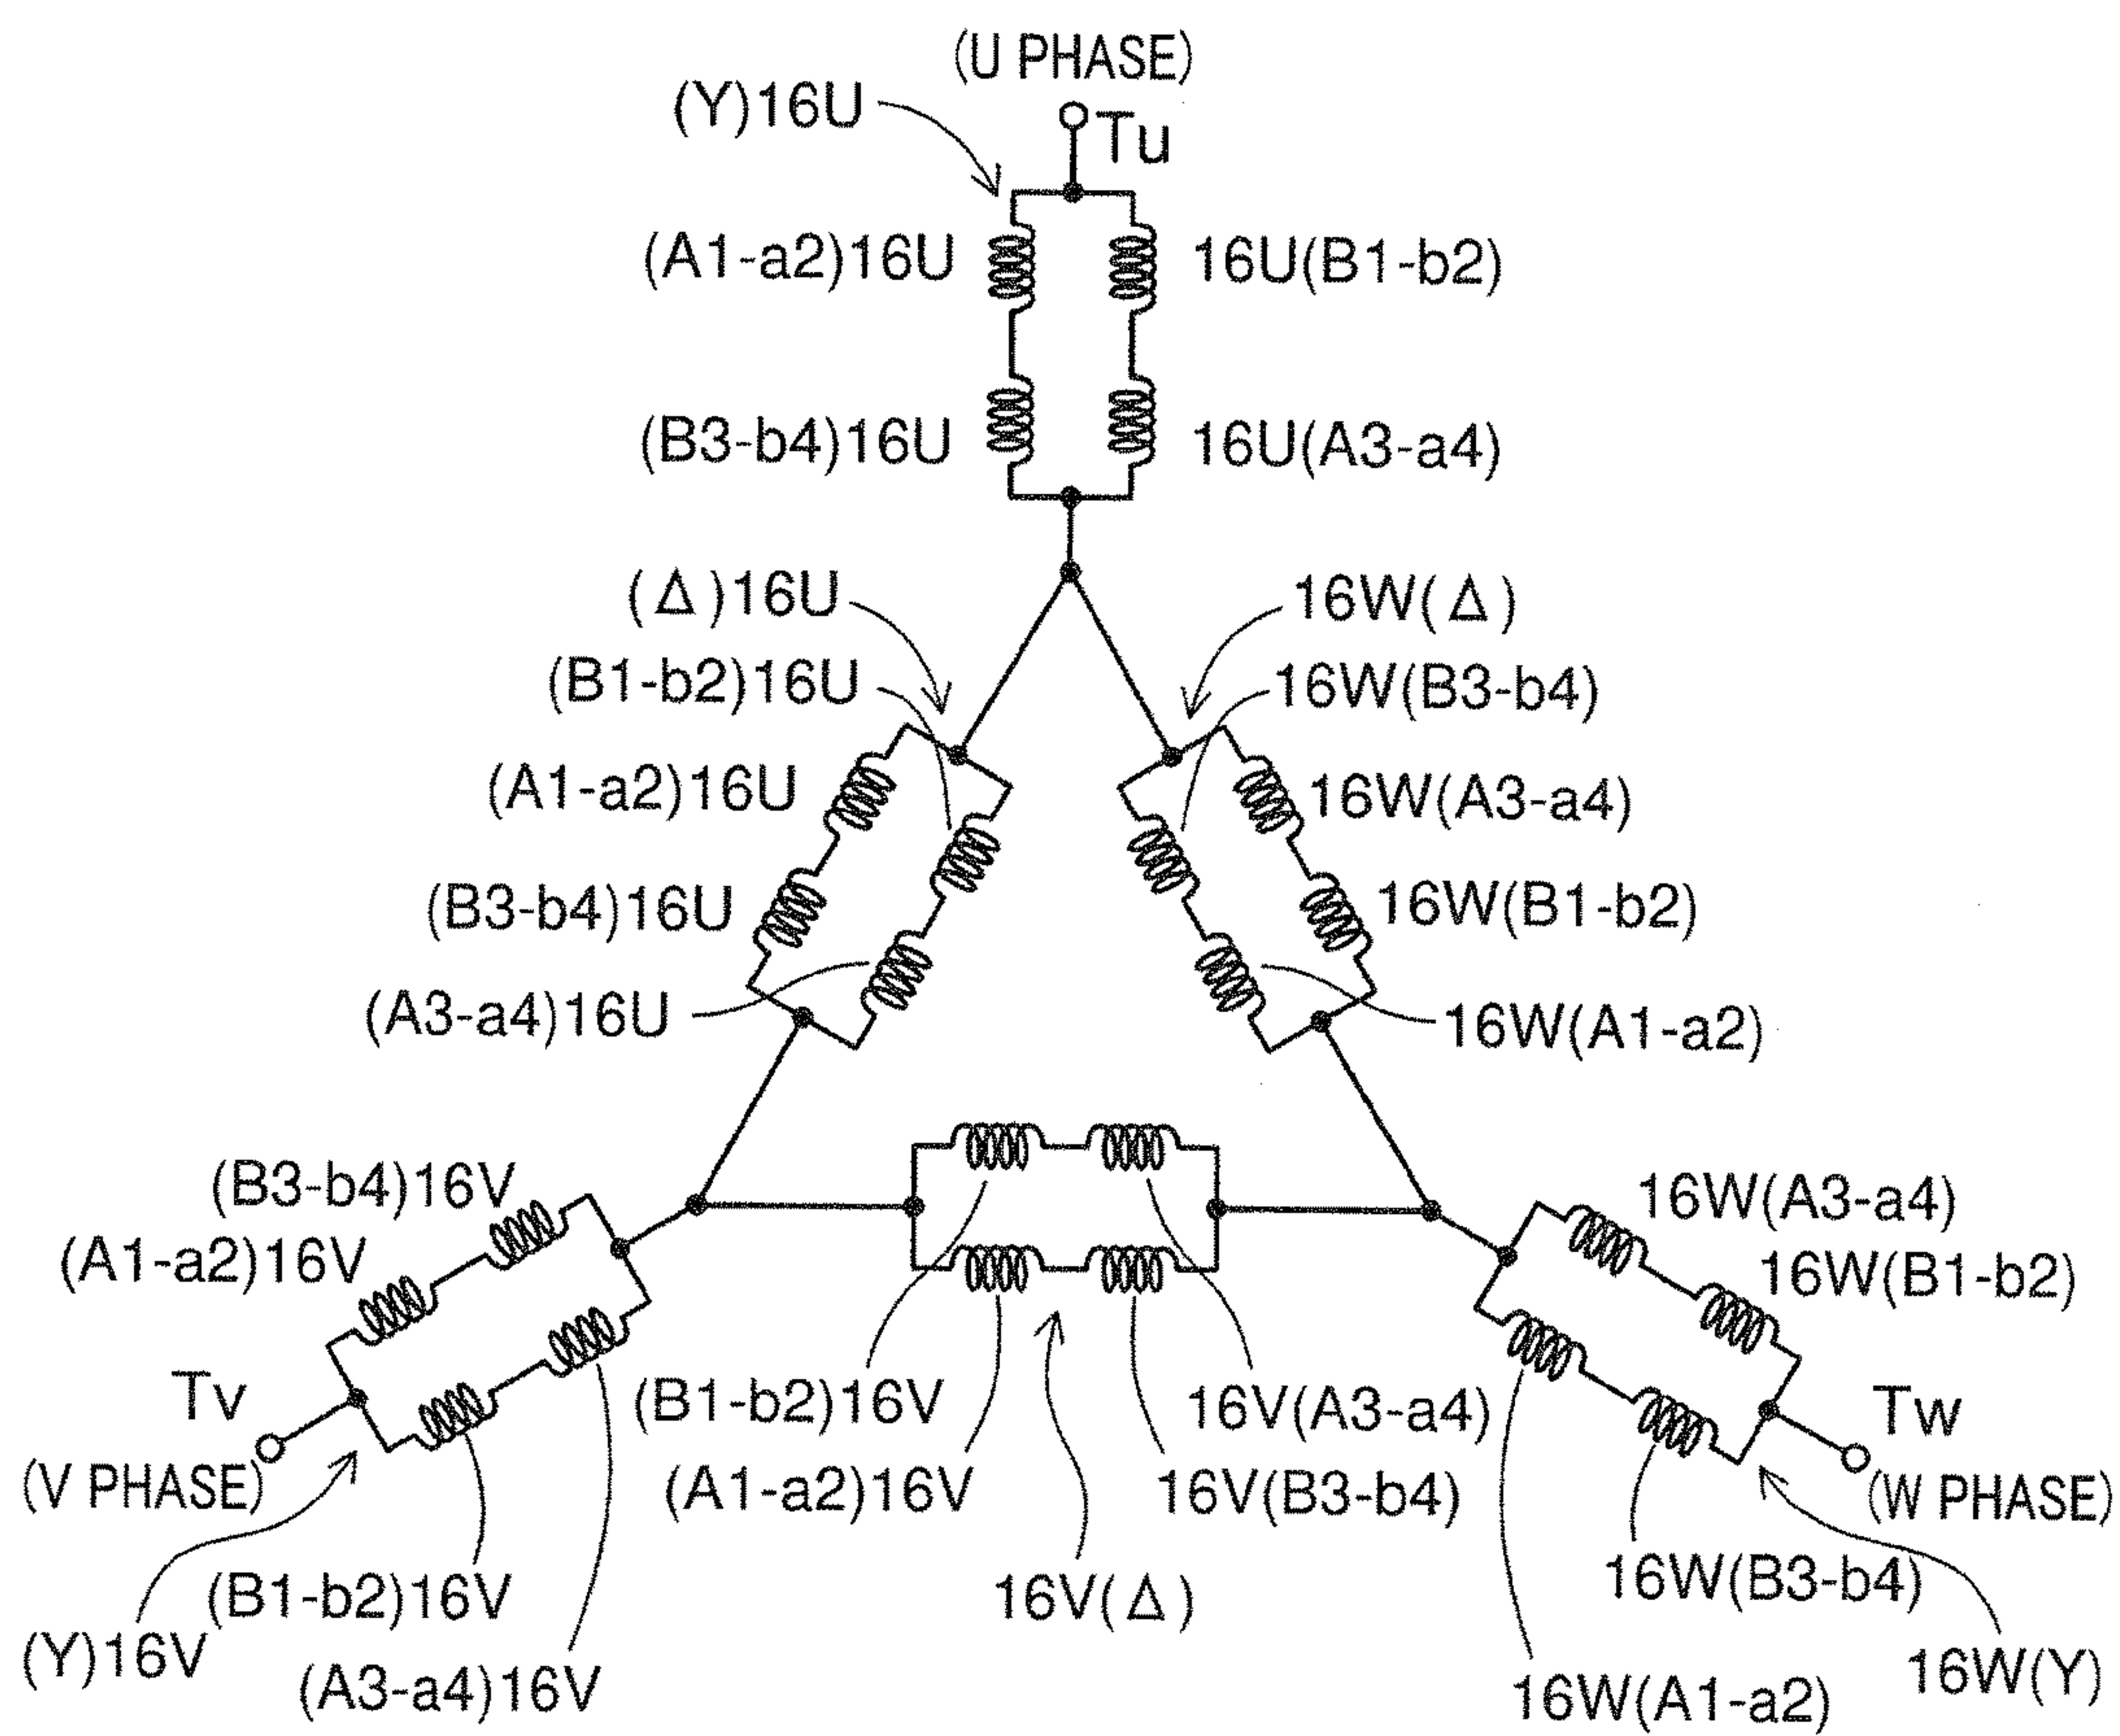 (U PHASE)
(Y)16U
Tu
(A1-a2)16U
16U(B1-b2)
(B3-b4)16U
16U(A3-a4)
(Δ)16U
16W(Δ)
(B1-b2)16U
16W(B3-b4)
(A1-a2)16U
16W(A3-a4)
(B3-b4)16U
16W(B1-b2)
(A3-a4)16U
16W(A1-a2)
(B3-b4)16V
16W(A3-a4)
(A1-a2)16V
16W(B1-b2)
Tv
(B1-b2)16V
16V(A3-a4)
Tw
(V PHASE)
(A1-a2)16V
16V(B3-b4)
(W PHASE)
(B1-b2)16V
16V(Δ)
16W(B3-b4)
(Y)16V
(A3-a4)16V
16W(A1-a2)
16W(Y)